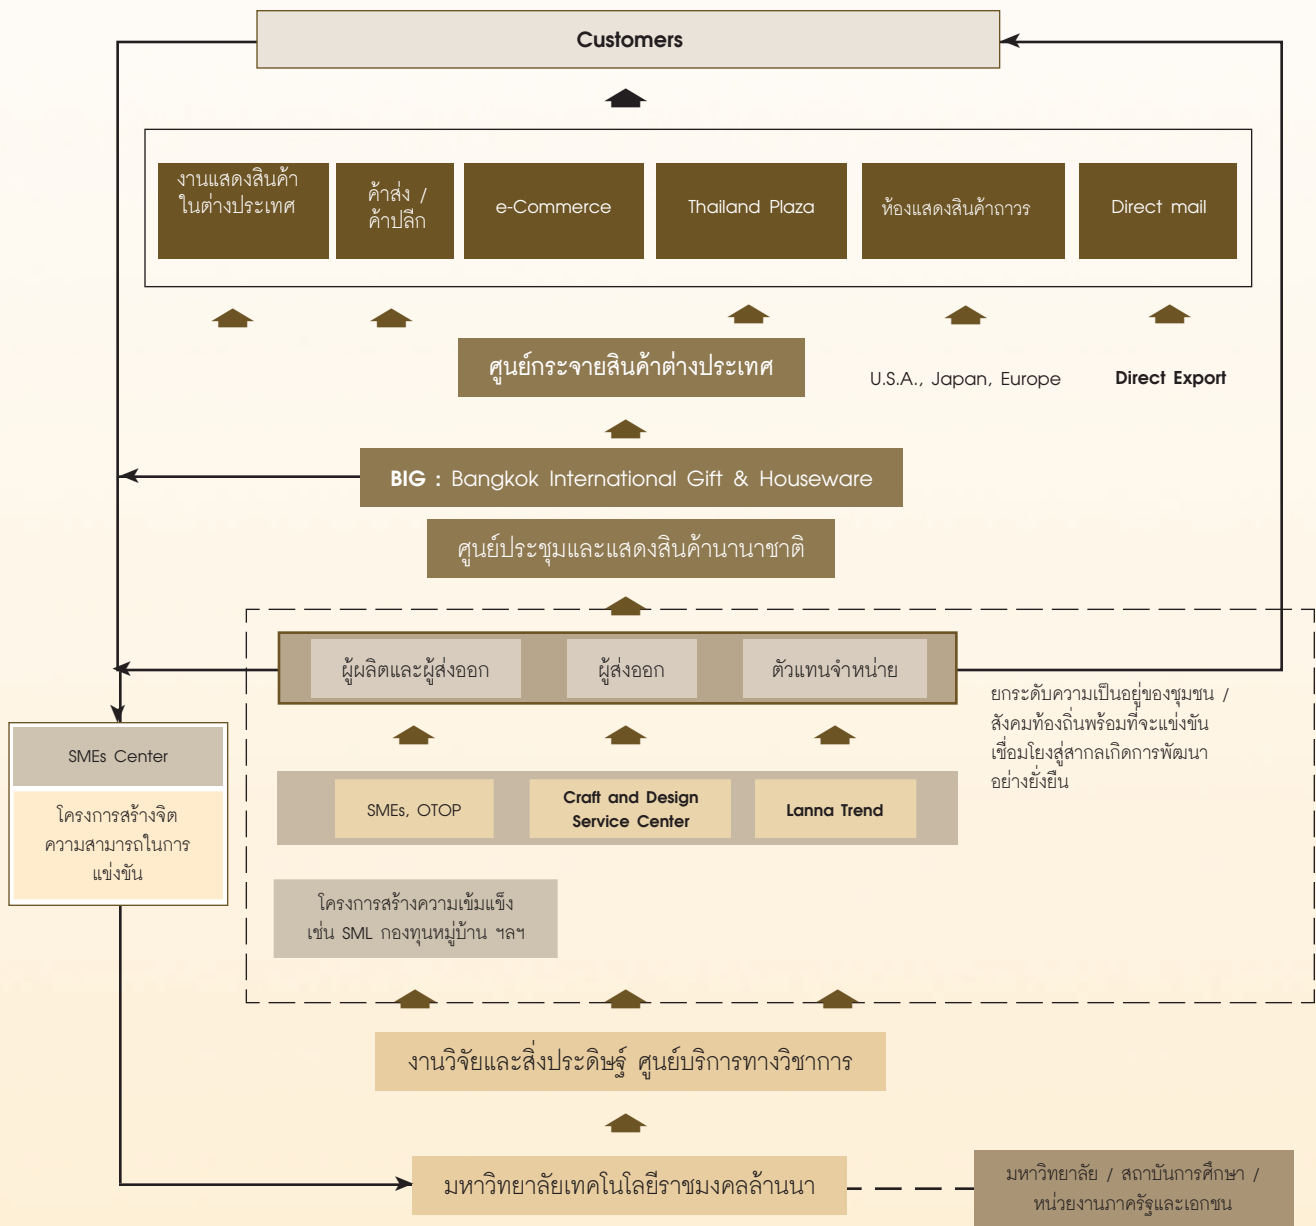 Customers
งานแสดงสินค้า
ในต่างประเทศ
ค้าส่ง /
ค้าปลีก
e-Commerce
Thailand Plaza
ห้องแสดงสินค้าถาวร
Direct mail
ศูนย์กระจายสินค้าต่างประเทศ
U.S.A., Japan, Europe
Direct Export
BIG : Bangkok International Gift & Houseware
ศูนย์ประชุมและแสดงสินค้านานาชาติ
ผู้ผลิตและผู้ส่งออก
ผู้ส่งออก
ตัวแทนจำหน่าย
ยกระดับความเป็นอยู่ของชุมชน /
สังคมท้องถิ่นพร้อมที่จะแข่งขัน
เชื่อมโยงสู่สากลเกิดการพัฒนา
อย่างยั่งยืน
SMEs Center
โครงการสร้างจิต
ความสามารถในการ
แข่งขัน
SMEs, OTOP
Craft and Design
Service Center
Lanna Trend
โครงการสร้างความเข้มแข็ง
เช่น SML กองทุนหมู่บ้าน ฯลฯ
งานวิจัยและสิ่งประดิษฐ์ ศูนย์บริการทางวิชาการ
มหาวิทยาลัยเทคโนโลยีราชมงคลล้านนา
มหาวิทยาลัย / สถาบันการศึกษา /
หน่วยงานภาครัฐและเอกชน